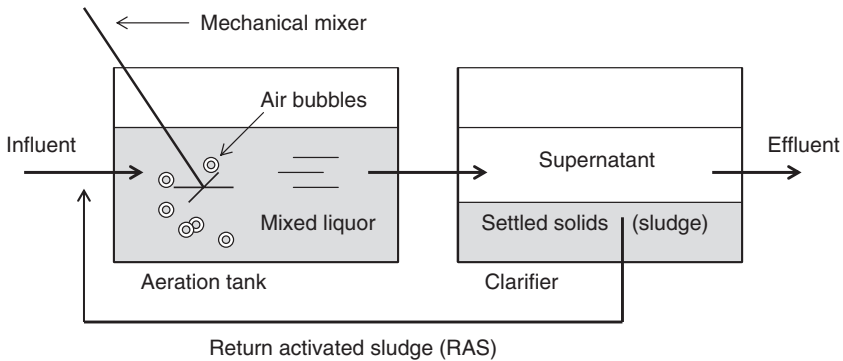 Mechanical mixer
Air bubbles
Influent
Effluent
Supernatant
Mixed liquor
Settled solids (sludge)
Aeration tank
Clarifier
Return activated sludge (RAS)